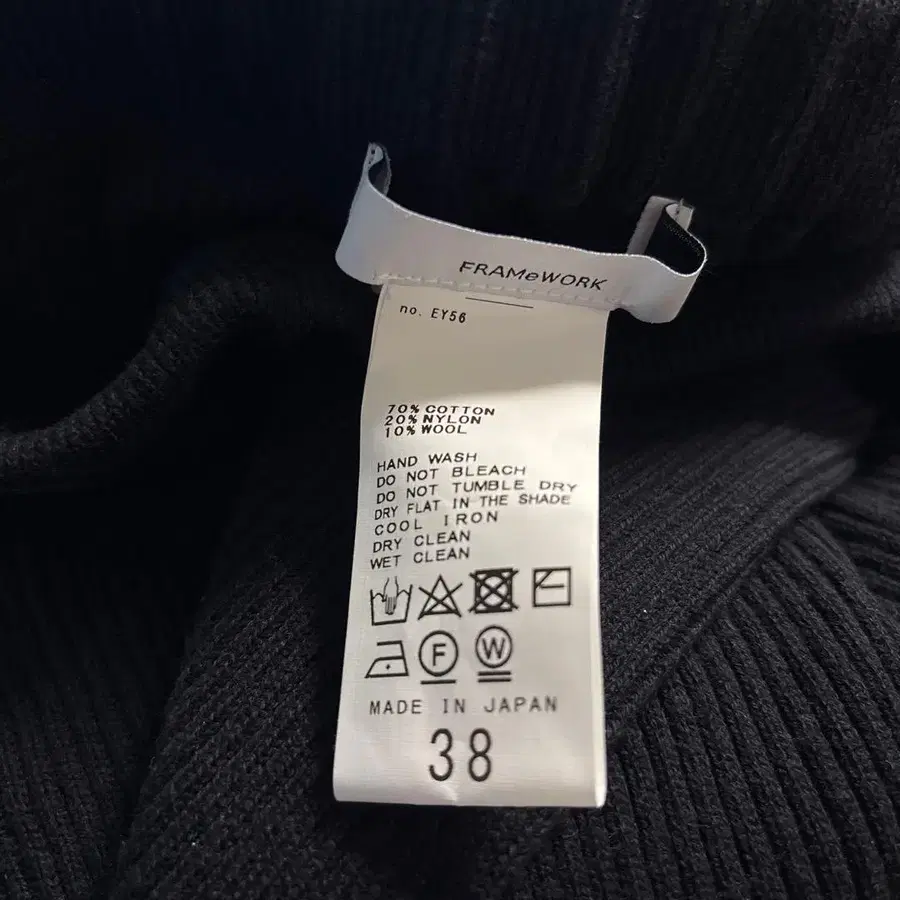 FRAMeWORK
no. EY56
70% COTTON
20% NYLON
10% WOOL
HAND WASH
DO NOT BLEACH
DO NOT TUMBLE DRY
DRY FLAT IN THE SHADE
COOL IRON
DRY CLEAN
WET CLEAN
F W
MADE IN JAPAN
38